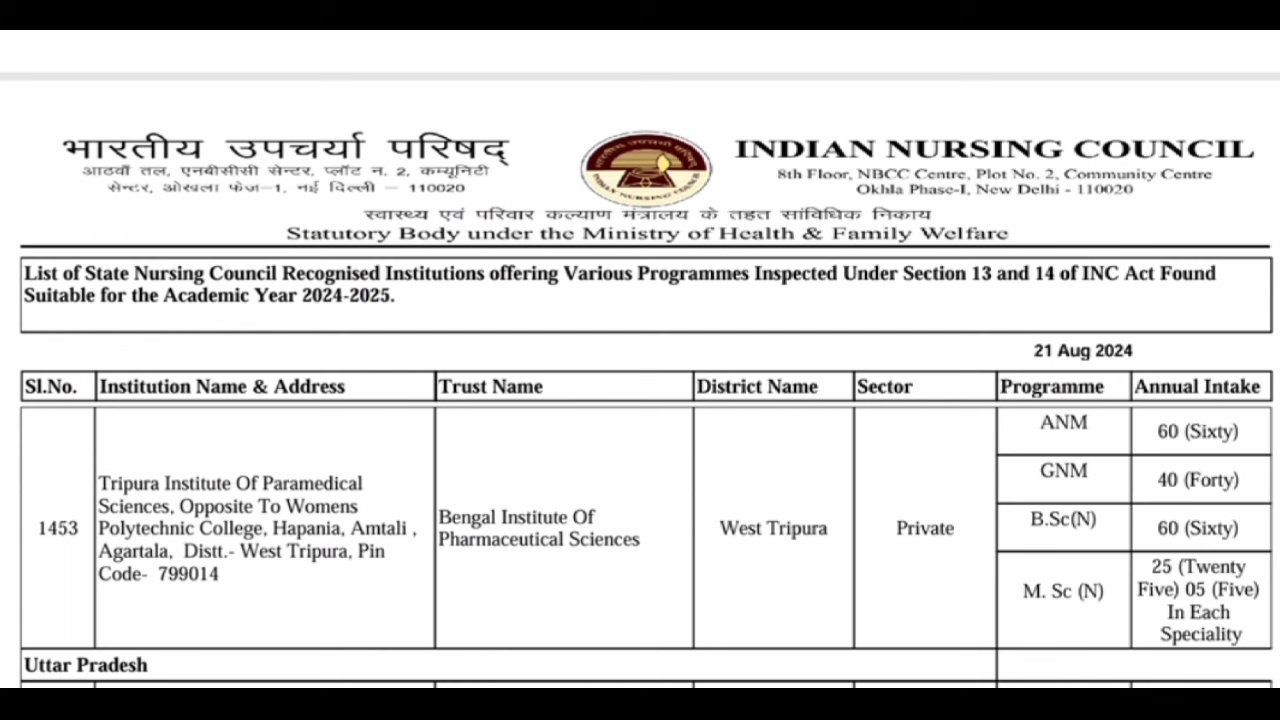 भारतीय उपचर्या परिषद्
आठवाँ तल, एनबीसीसी सेन्टर, प्लॉट न. 2, कम्यूनिटी
सेन्टर, ओखला फेज–1, नई दिल्ली – 110020
INDIAN NURSING COUNCIL
8th Floor, NBCC Centre, Plot No. 2, Community Centre
Okhla Phase-I, New Delhi - 110020
स्वास्थ्य एवं परिवार कल्याण मंत्रालय के तहत सांविधिक निकाय
Statutory Body under the Ministry of Health & Family Welfare
List of State Nursing Council Recognised Institutions offering Various Programmes Inspected Under Section 13 and 14 of INC Act Found
Suitable for the Academic Year 2024-2025.
21 Aug 2024
Sl.No. Institution Name & Address Trust Name District Name Sector Programme Annual Intake
1453
Tripura Institute Of Paramedical
Sciences, Opposite To Womens
Polytechnic College, Hapania, Amtali ,
Agartala, Distt.- West Tripura, Pin
Code- 799014
Bengal Institute Of
Pharmaceutical Sciences
West Tripura
Private
ANM 60 (Sixty)
GNM 40 (Forty)
B.Sc(N) 60 (Sixty)
M. Sc (N)
25 (Twenty
Five) 05 (Five)
In Each
Speciality
Uttar Pradesh